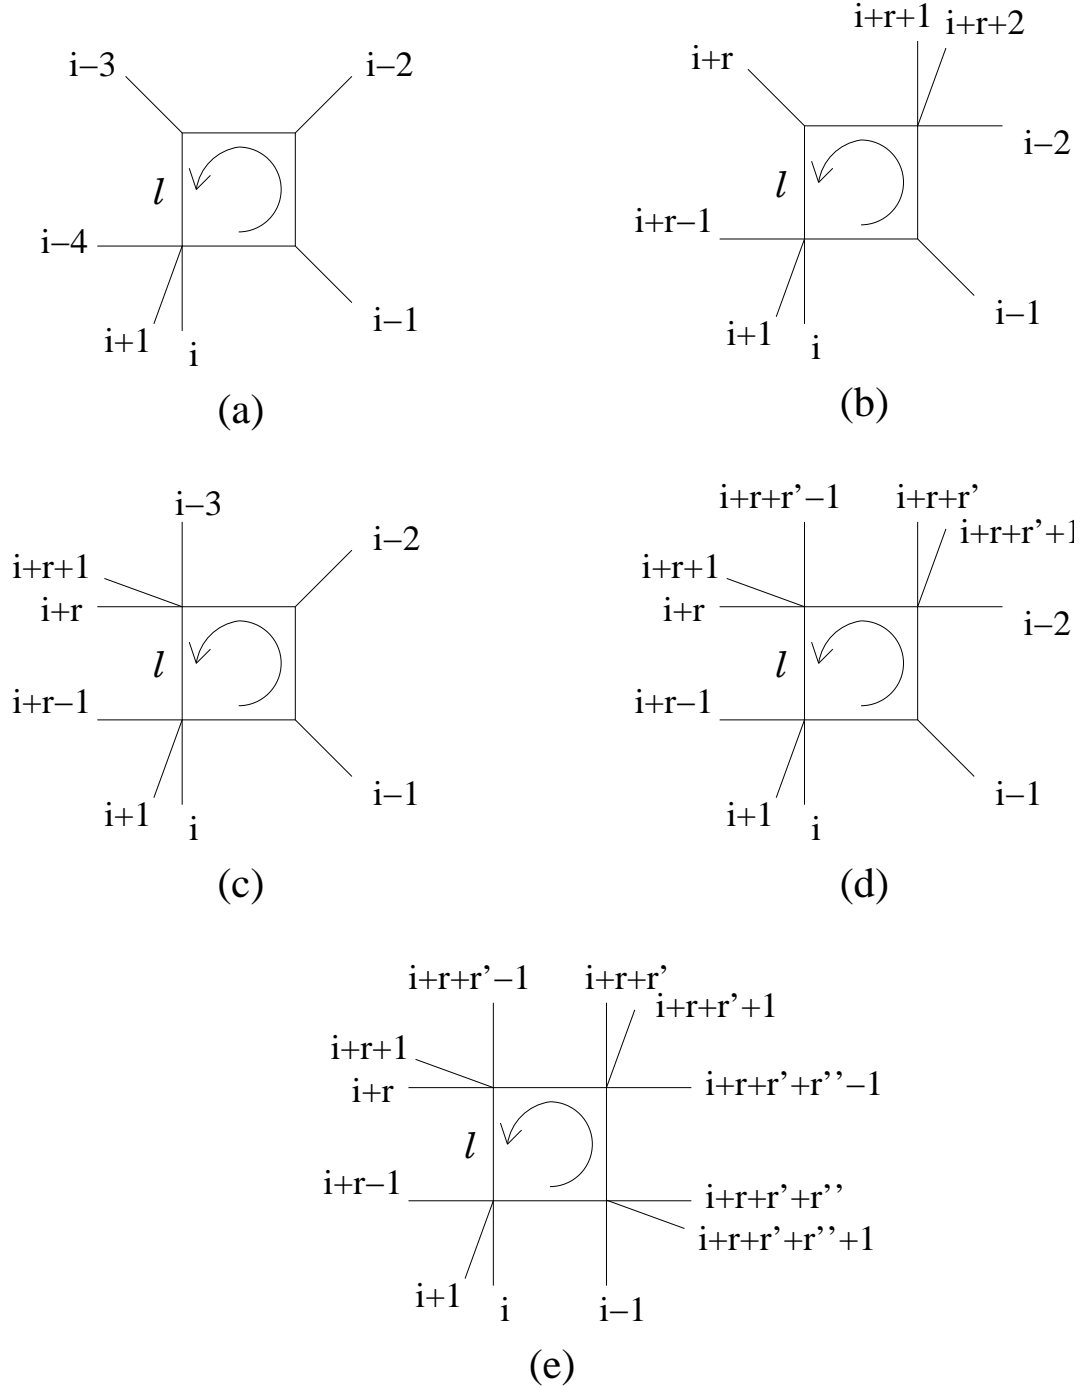 i−3
i−2
l
i−4
i+1
i
i−1
(a)
i+r+1
i+r+2
i+r
i−2
l
i+r−1
i+1
i
i−1
(b)
i−3
i−2
i+r+1
i+r
l
i+r−1
i+1
i
i−1
(c)
i+r+r’−1
i+r+r’
i+r+r’+1
i+r+1
i+r
i−2
l
i+r−1
i+1
i
i−1
(d)
i+r+r’−1
i+r+r’
i+r+r’+1
i+r+1
i+r
i+r+r’+r’’−1
l
i+r−1
i+r+r’+r’’
i+r+r’+r’’+1
i+1
i
i−1
(e)